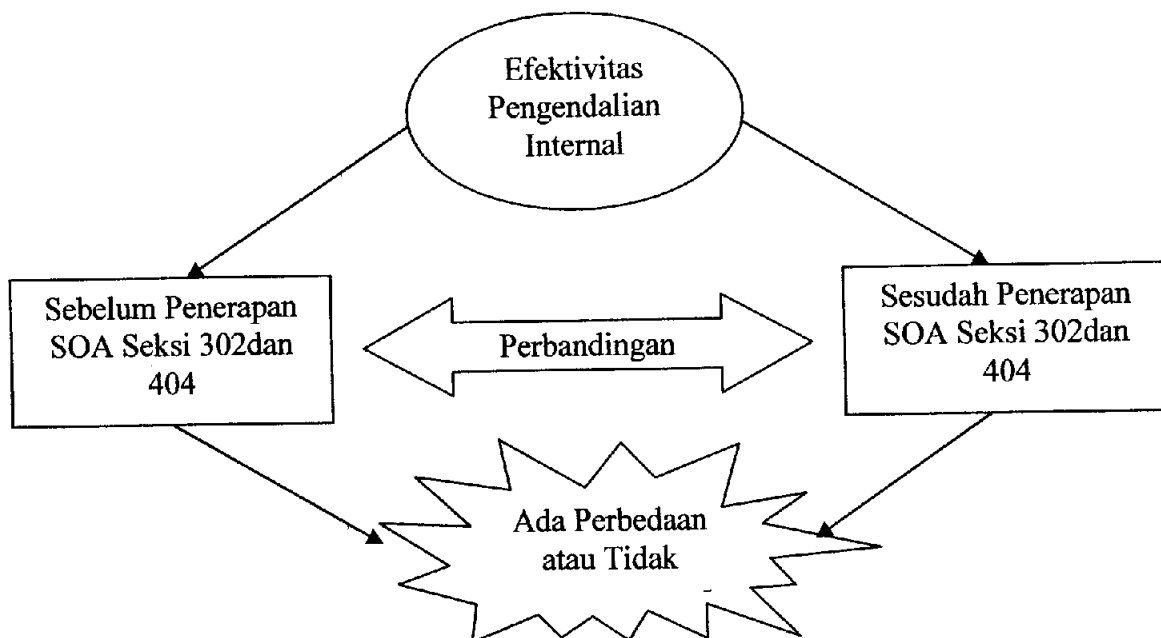 Efektivitas
Pengendalian
Internal
Sebelum Penerapan
SOA Seksi 302dan
404
Perbandingan
Sesudah Penerapan
SOA Seksi 302dan
404
Ada Perbedaan
atau Tidak